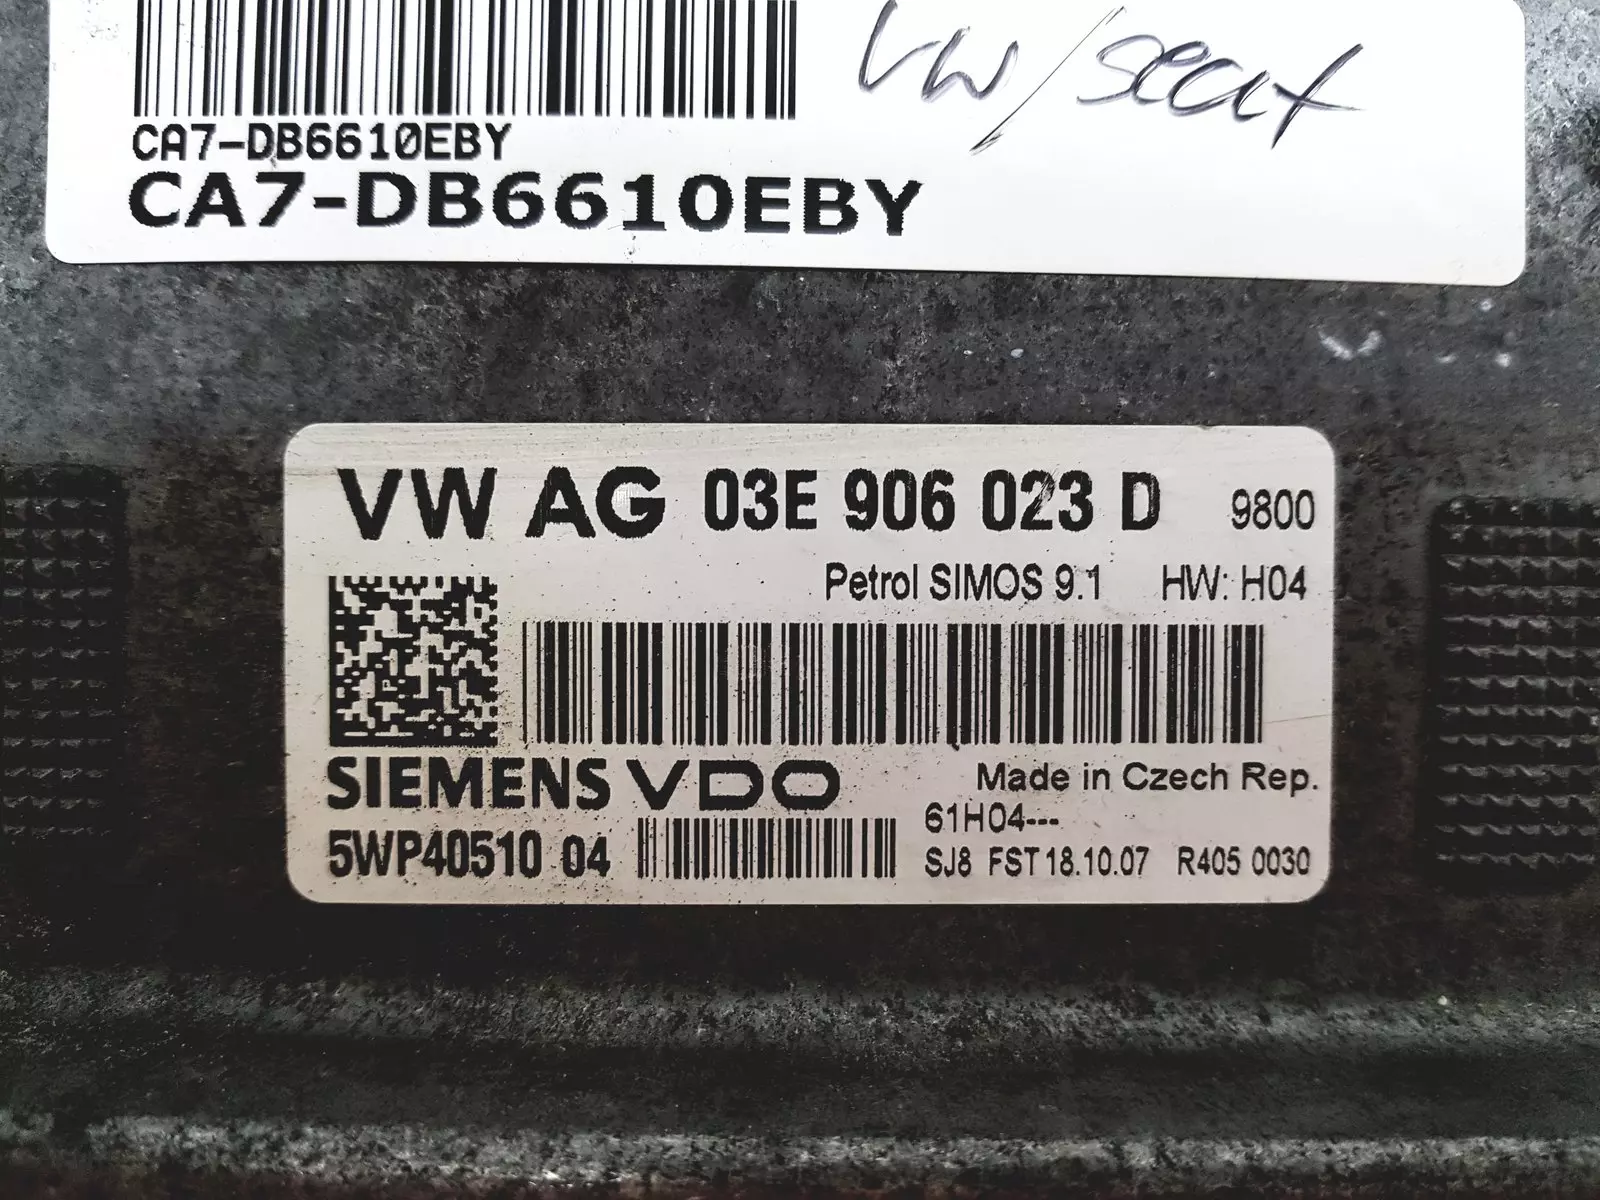 vw/seat
CA7-DB6610EBY
CA7-DB6610EBY
VW AG 03E 906 023 D 9800
Petrol SIMOS 9.1 HW: H04
SIEMENS VDO Made in Czech Rep.
61H04---
5WP40510 04 SJ8 FST 18.10.07 R405 0030